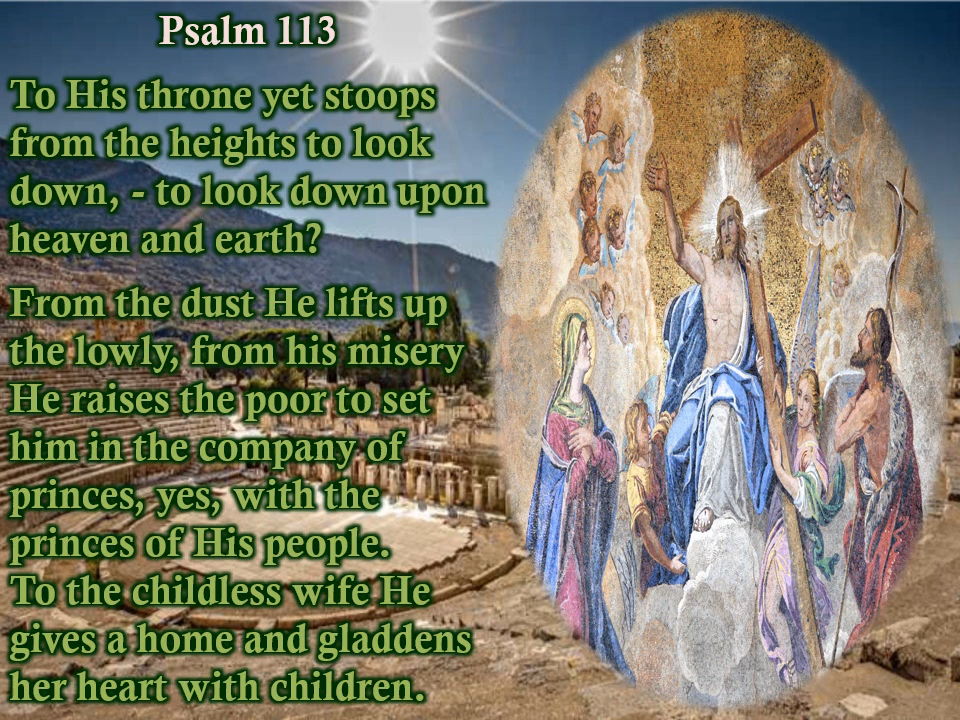 Psalm 113
To His throne yet stoops
from the heights to look
down, - to look down upon
heaven and earth?
From the dust He lifts up
the lowly, from his misery
He raises the poor to set
him in the company of
princes, yes, with the
princes of His people.
To the childless wife He
gives a home and gladdens
her heart with children.